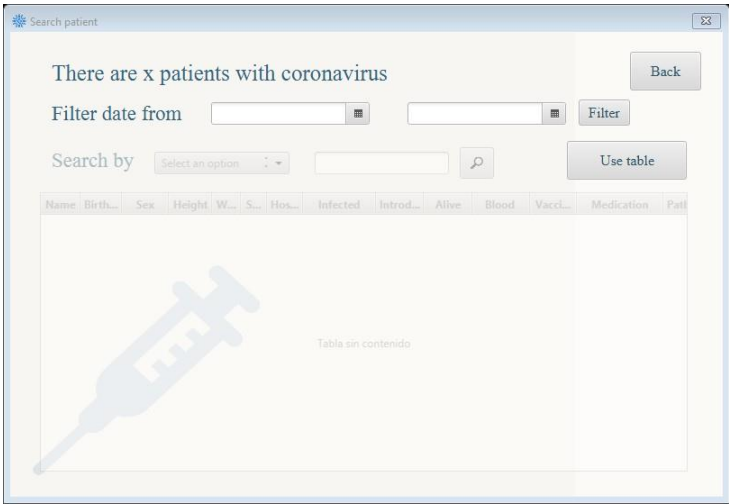 Search patient
There are x patients with coronavirus
Back
Filter date from Filter
Search by Select an option Use table
Name Birth... Sex Height W... S... Hos... Infected Introd... Alive Blood Vacci... Medication Patl
Tabla sin contenido